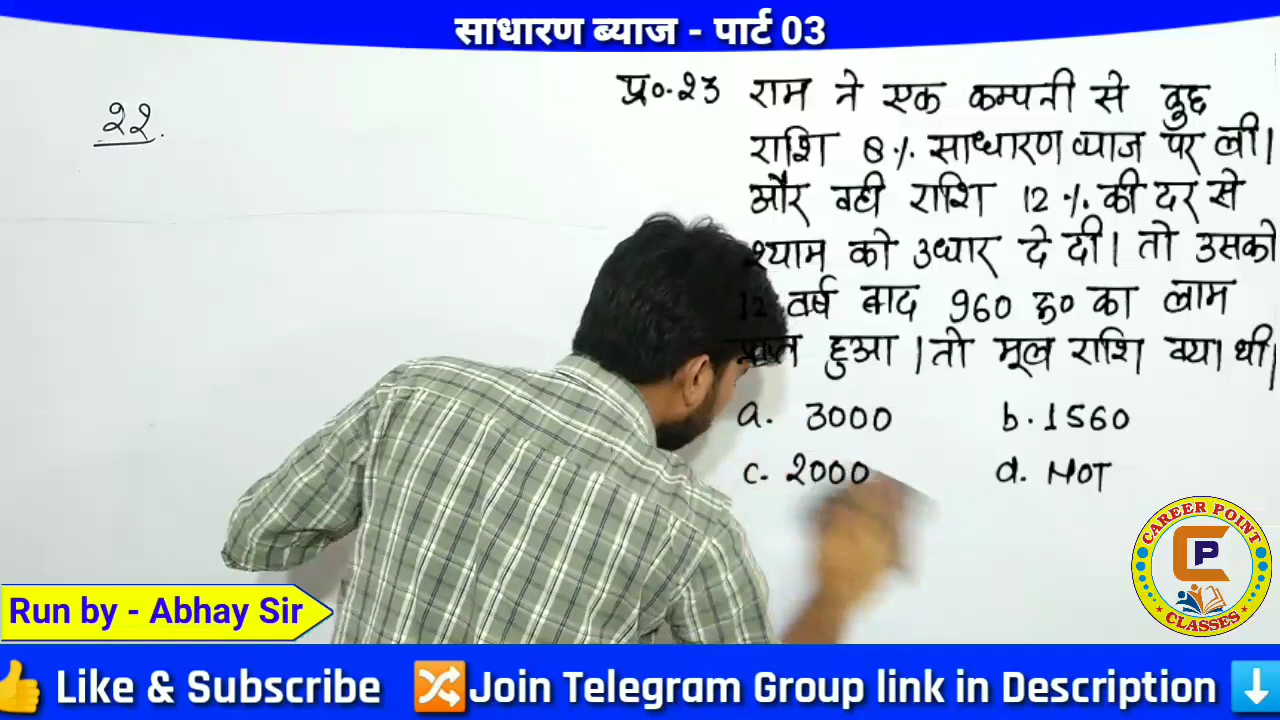 साधारण ब्याज - पार्ट 03
२२.
प्र०.23 राम ने एक कम्पनी से कुछ
राशि 8% साधारण व्याज पर ली।
और वही राशि 12% की दर से
श्याम को उधार दे दी। तो उसको
12 वर्ष बाद 960 रु० का लाभ
प्राप्त हुआ। तो मूल राशि क्या थी।
a. 3000 b. 1560
c. 2000 d. NOT
CAREER POINT
CP
CLASSES
Run by - Abhay Sir
Like & Subscribe Join Telegram Group link in Description